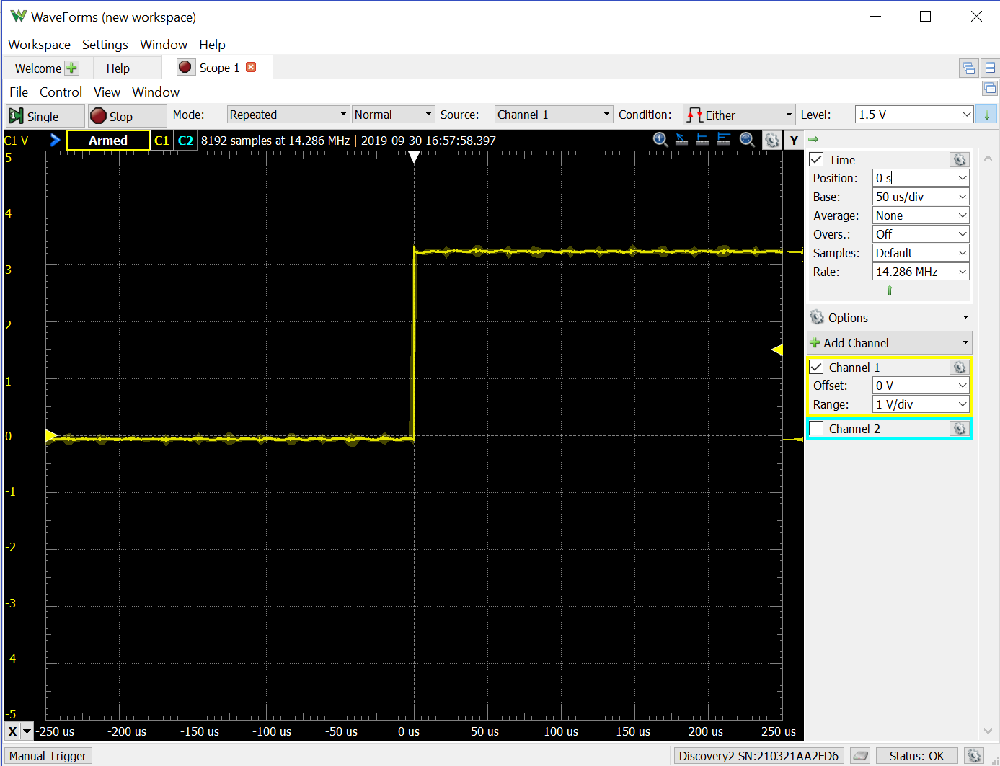 WaveForms (new workspace)
Workspace Settings Window Help
Welcome Help Scope 1
File Control View Window
Single Stop Mode: Repeated Normal Source: Channel 1 Condition: Either Level: 1.5 V
C1 V Armed C1 C2 8192 samples at 14.286 MHz | 2019-09-30 16:57:58.397 Y
Time
Position: 0 s
Base: 50 us/div
Average: None
Overs.: Off
Samples: Default
Rate: 14.286 MHz
Options
Add Channel
Channel 1
Offset: 0 V
Range: 1 V/div
Channel 2
5
4
3
2
1
0
-1
-2
-3
-4
-5
X -250 us -200 us -150 us -100 us -50 us 0 us 50 us 100 us 150 us 200 us 250 us
Manual Trigger Discovery2 SN:210321AA2FD6 Status: OK